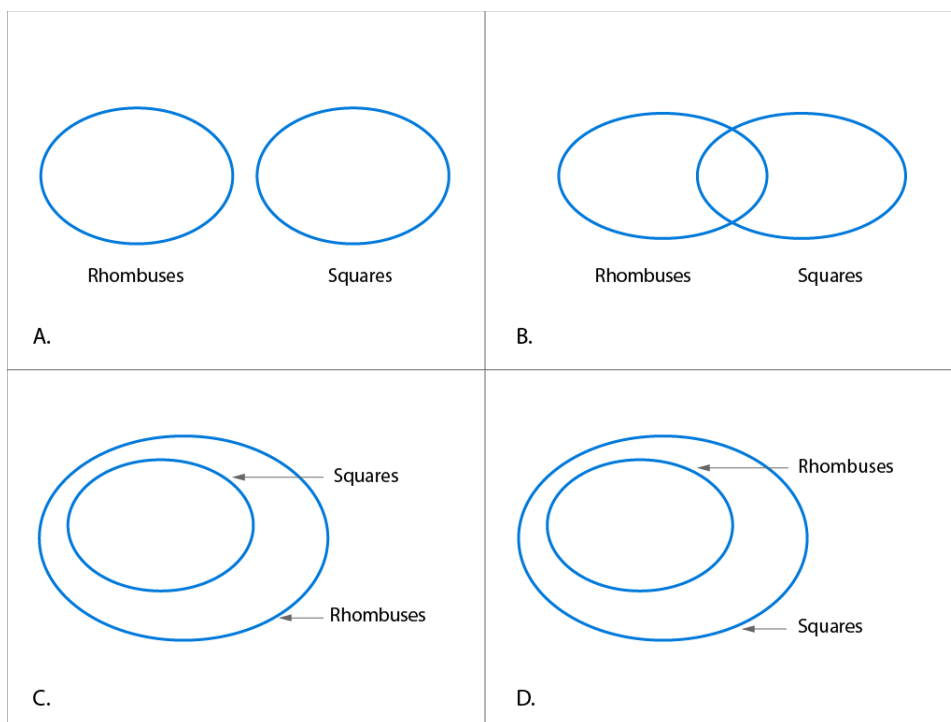 Rhombuses
Squares
A.
Rhombuses
Squares
B.
Squares
Rhombuses
C.
Rhombuses
Squares
D.